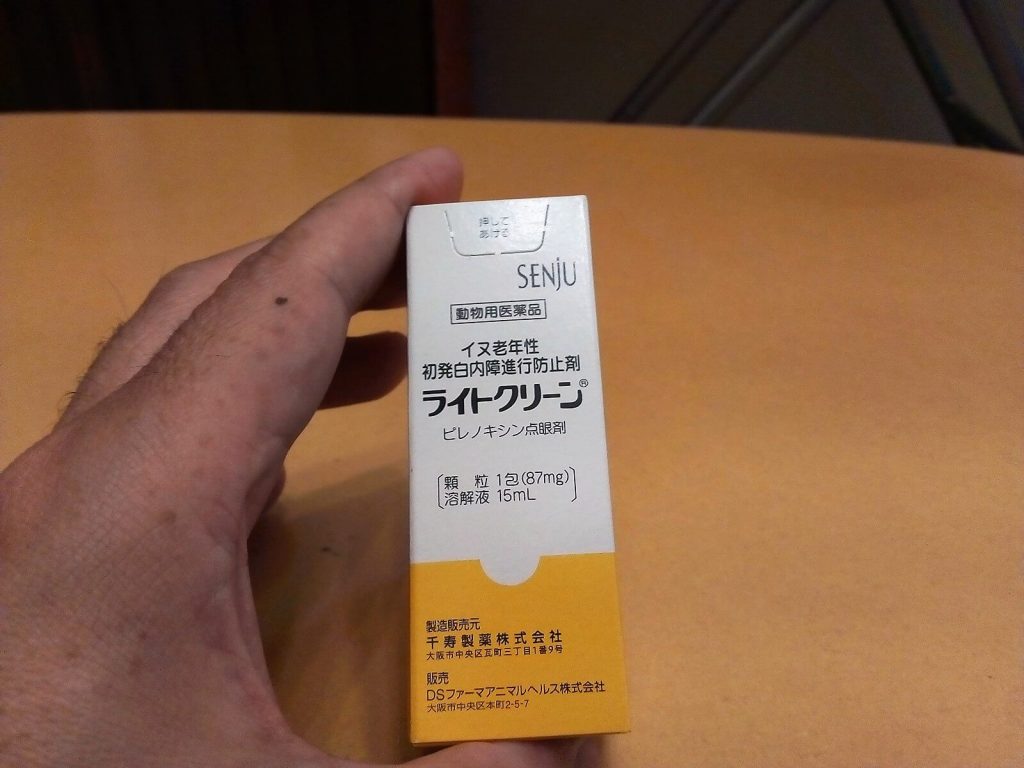 押して
あける
SENJU
動物用医薬品
イヌ老年性
初発白内障進行防止剤
ライトクリーン®
ピレノキシン点眼剤
顆 粒 1包(87mg)
溶解液 15mL
製造販売元
千寿製薬株式会社
大阪市中央区瓦町三丁目1番9号
販売
DSファーマアニマルヘルス株式会社
大阪市中央区本町2-5-7